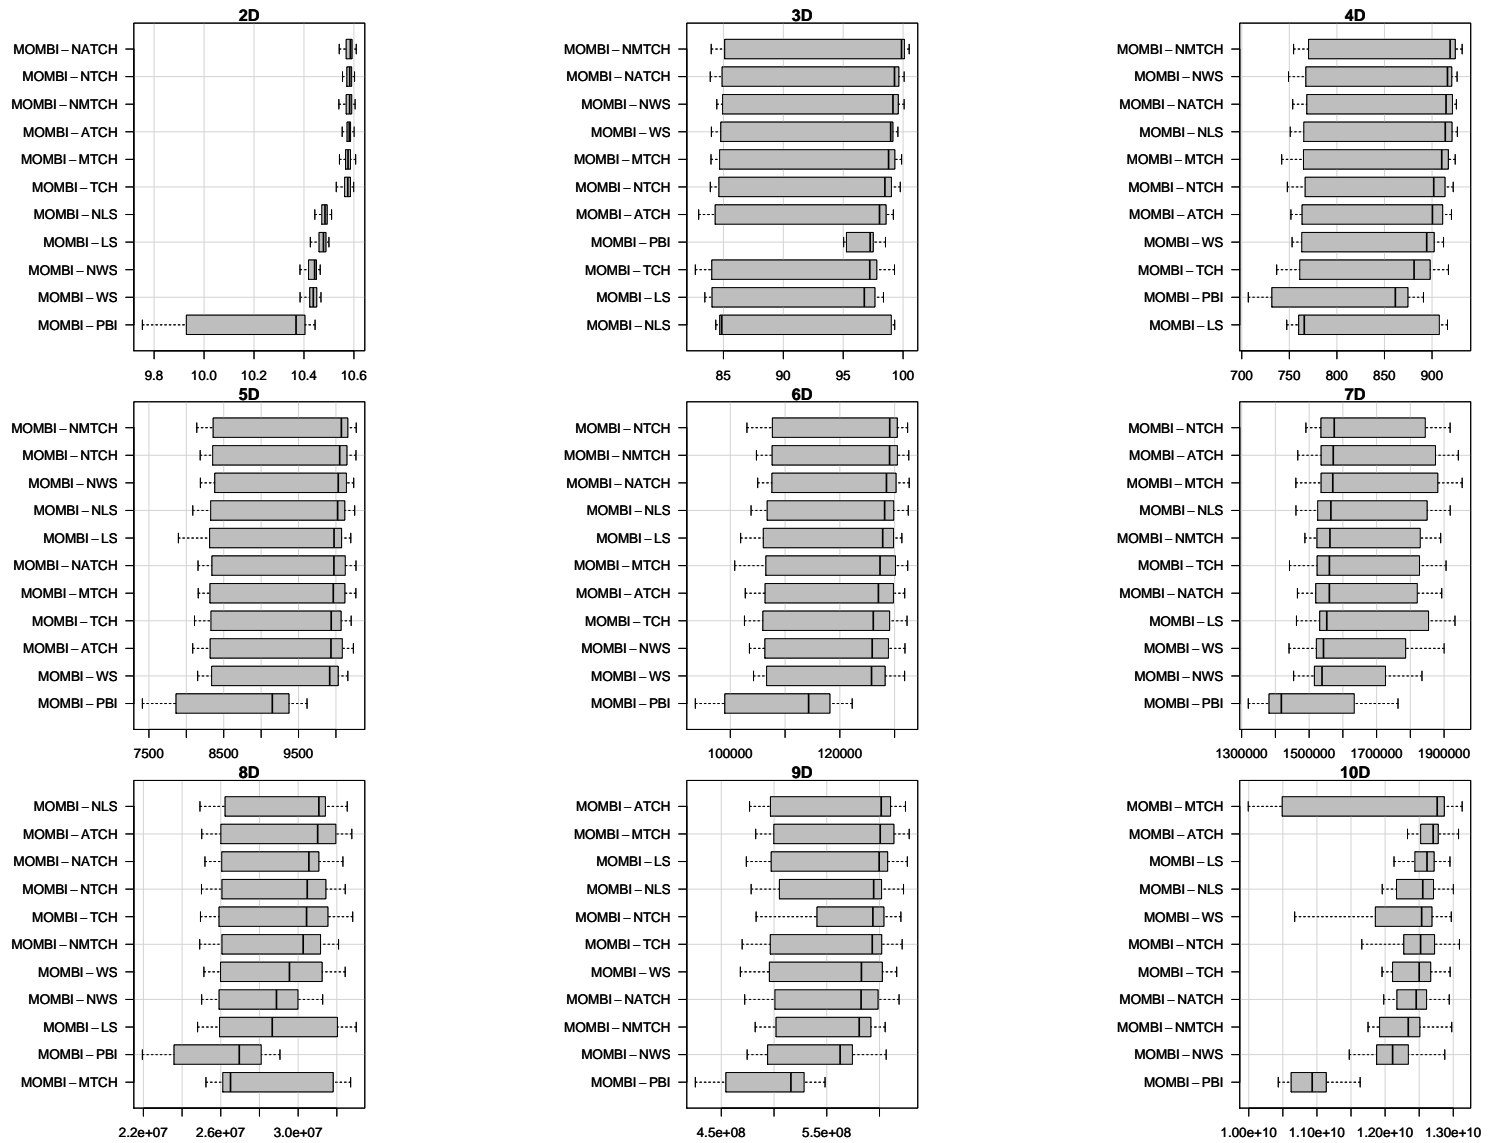 2D
MOMBI−NATCH
MOMBI−NTCH
MOMBI−NMTCH
MOMBI−ATCH
MOMBI−MTCH
MOMBI−TCH
MOMBI−NLS
MOMBI−LS
MOMBI−NWS
MOMBI−WS
MOMBI−PBI
9.8 10.0 10.2 10.4 10.6
3D
MOMBI−NMTCH
MOMBI−NATCH
MOMBI−NWS
MOMBI−WS
MOMBI−MTCH
MOMBI−NTCH
MOMBI−ATCH
MOMBI−PBI
MOMBI−TCH
MOMBI−LS
MOMBI−NLS
85 90 95 100
4D
MOMBI−NMTCH
MOMBI−NWS
MOMBI−NATCH
MOMBI−NLS
MOMBI−MTCH
MOMBI−NTCH
MOMBI−ATCH
MOMBI−WS
MOMBI−TCH
MOMBI−PBI
MOMBI−LS
700 750 800 850 900
5D
MOMBI−NMTCH
MOMBI−NTCH
MOMBI−NWS
MOMBI−NLS
MOMBI−LS
MOMBI−NATCH
MOMBI−MTCH
MOMBI−TCH
MOMBI−ATCH
MOMBI−WS
MOMBI−PBI
7500 8500 9500
6D
MOMBI−NTCH
MOMBI−NMTCH
MOMBI−NATCH
MOMBI−NLS
MOMBI−LS
MOMBI−MTCH
MOMBI−ATCH
MOMBI−TCH
MOMBI−NWS
MOMBI−WS
MOMBI−PBI
100000 120000
7D
MOMBI−NTCH
MOMBI−ATCH
MOMBI−MTCH
MOMBI−NLS
MOMBI−NMTCH
MOMBI−TCH
MOMBI−NATCH
MOMBI−LS
MOMBI−WS
MOMBI−NWS
MOMBI−PBI
1300000 1500000 1700000 1900000
8D
MOMBI−NLS
MOMBI−ATCH
MOMBI−NATCH
MOMBI−NTCH
MOMBI−TCH
MOMBI−NMTCH
MOMBI−WS
MOMBI−NWS
MOMBI−LS
MOMBI−PBI
MOMBI−MTCH
2.2e+07 2.6e+07 3.0e+07
9D
MOMBI−ATCH
MOMBI−MTCH
MOMBI−LS
MOMBI−NLS
MOMBI−NTCH
MOMBI−TCH
MOMBI−WS
MOMBI−NATCH
MOMBI−NMTCH
MOMBI−NWS
MOMBI−PBI
4.5e+08 5.5e+08
10D
MOMBI−MTCH
MOMBI−ATCH
MOMBI−LS
MOMBI−NLS
MOMBI−WS
MOMBI−NTCH
MOMBI−TCH
MOMBI−NATCH
MOMBI−NMTCH
MOMBI−NWS
MOMBI−PBI
1.00e+10 1.10e+10 1.20e+10 1.30e+10